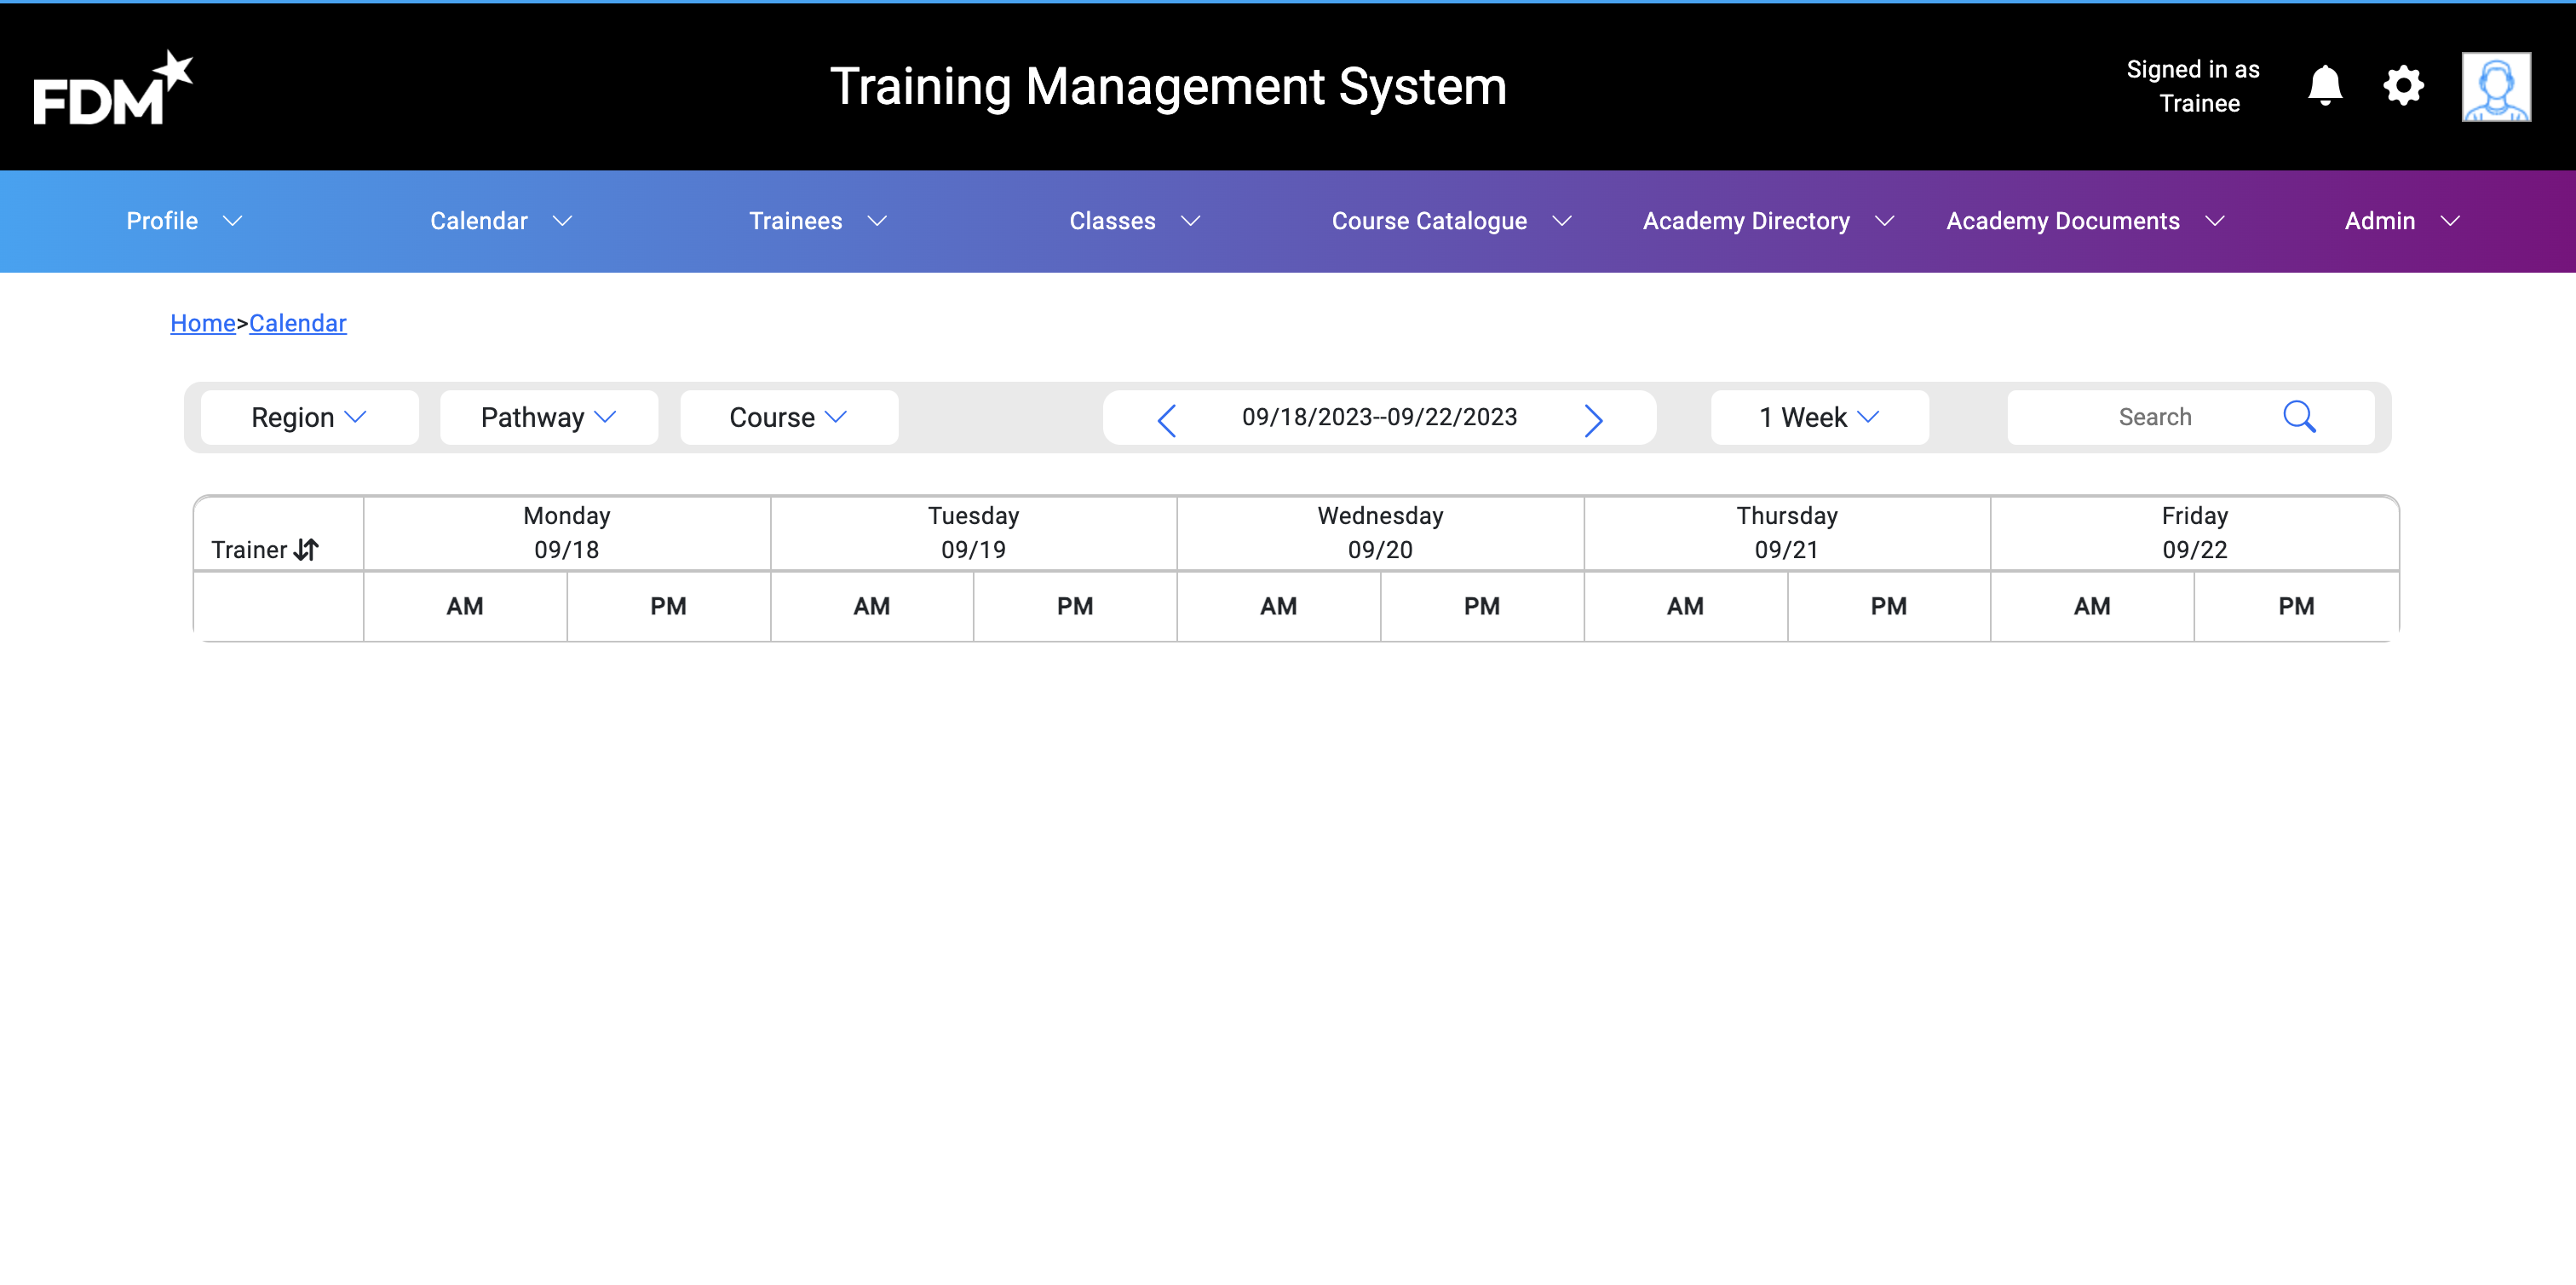 FDM
Training Management System
Signed in as
Trainee
Profile
Calendar
Trainees
Classes
Course Catalogue
Academy Directory
Academy Documents
Admin
Home>Calendar
Region
Pathway
Course
09/18/2023--09/22/2023
1 Week
Search
Trainer
Monday
09/18
Tuesday
09/19
Wednesday
09/20
Thursday
09/21
Friday
09/22
AM PM AM PM AM PM AM PM AM PM